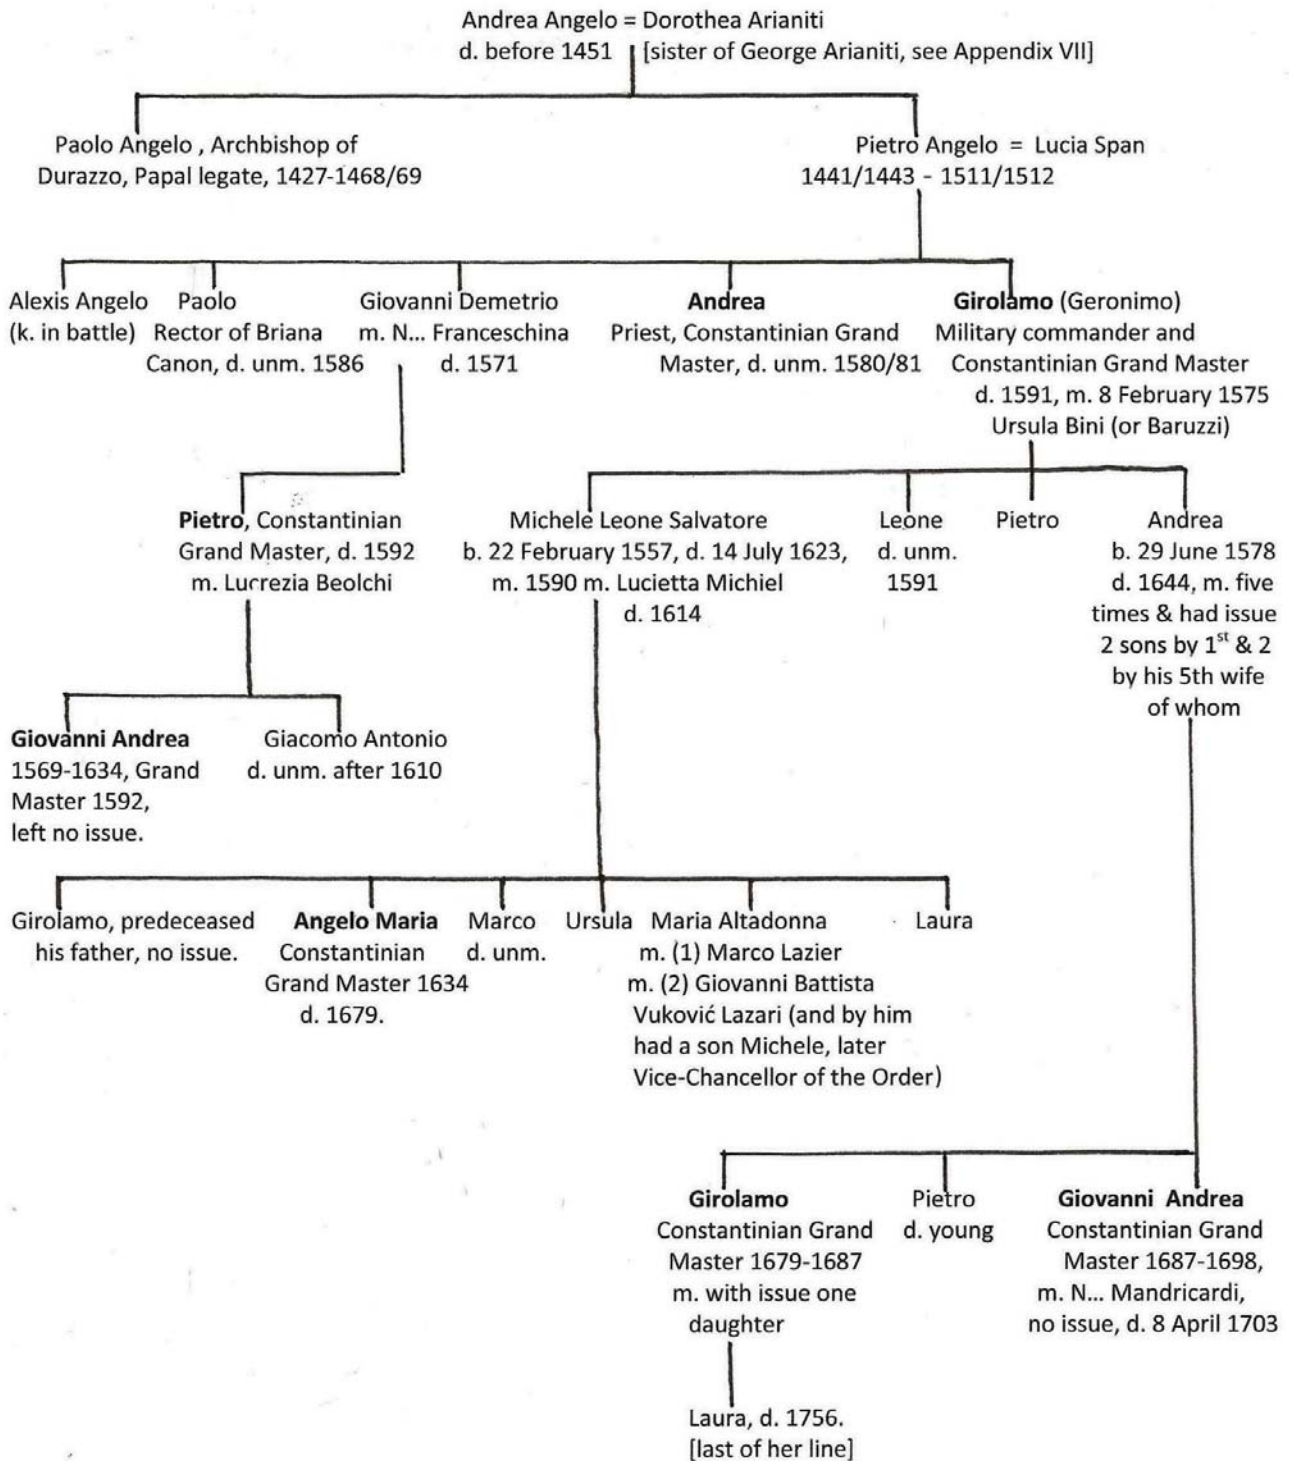 Andrea Angelo = Dorothea Arianiti
d. before 1451 [sister of George Arianiti, see Appendix VII]
Paolo Angelo , Archbishop of
Durazzo, Papal legate, 1427-1468/69
Pietro Angelo = Lucia Span
1441/1443 - 1511/1512
Alexis Angelo
(k. in battle)
Paolo
Rector of Briana
Canon, d. unm. 1586
Giovanni Demetrio
m. N... Franceschina
d. 1571
Andrea
Priest, Constantinian Grand
Master, d. unm. 1580/81
Girolamo (Geronimo)
Military commander and
Constantinian Grand Master
d. 1591, m. 8 February 1575
Ursula Bini (or Baruzzi)
Pietro, Constantinian
Grand Master, d. 1592
m. Lucrezia Beolchi
Michele Leone Salvatore
b. 22 February 1557, d. 14 July 1623,
m. 1590 m. Lucietta Michiel
d. 1614
Leone
d. unm.
1591
Pietro
Andrea
b. 29 June 1578
d. 1644, m. five
times & had issue
2 sons by 1st & 2
by his 5th wife
of whom
Giovanni Andrea
1569-1634, Grand
Master 1592,
left no issue.
Giacomo Antonio
d. unm. after 1610
Girolamo, predeceased
his father, no issue.
Angelo Maria
Constantinian
Grand Master 1634
d. 1679.
Marco
d. unm.
Ursula
Maria Altadonna
m. (1) Marco Lazier
m. (2) Giovanni Battista
Vuković Lazari (and by him
had a son Michele, later
Vice-Chancellor of the Order)
Laura
Girolamo
Constantinian Grand
Master 1679-1687
m. with issue one
daughter
Pietro
d. young
Giovanni Andrea
Constantinian Grand
Master 1687-1698,
m. N... Mandricardi,
no issue, d. 8 April 1703
Laura, d. 1756.
[last of her line]